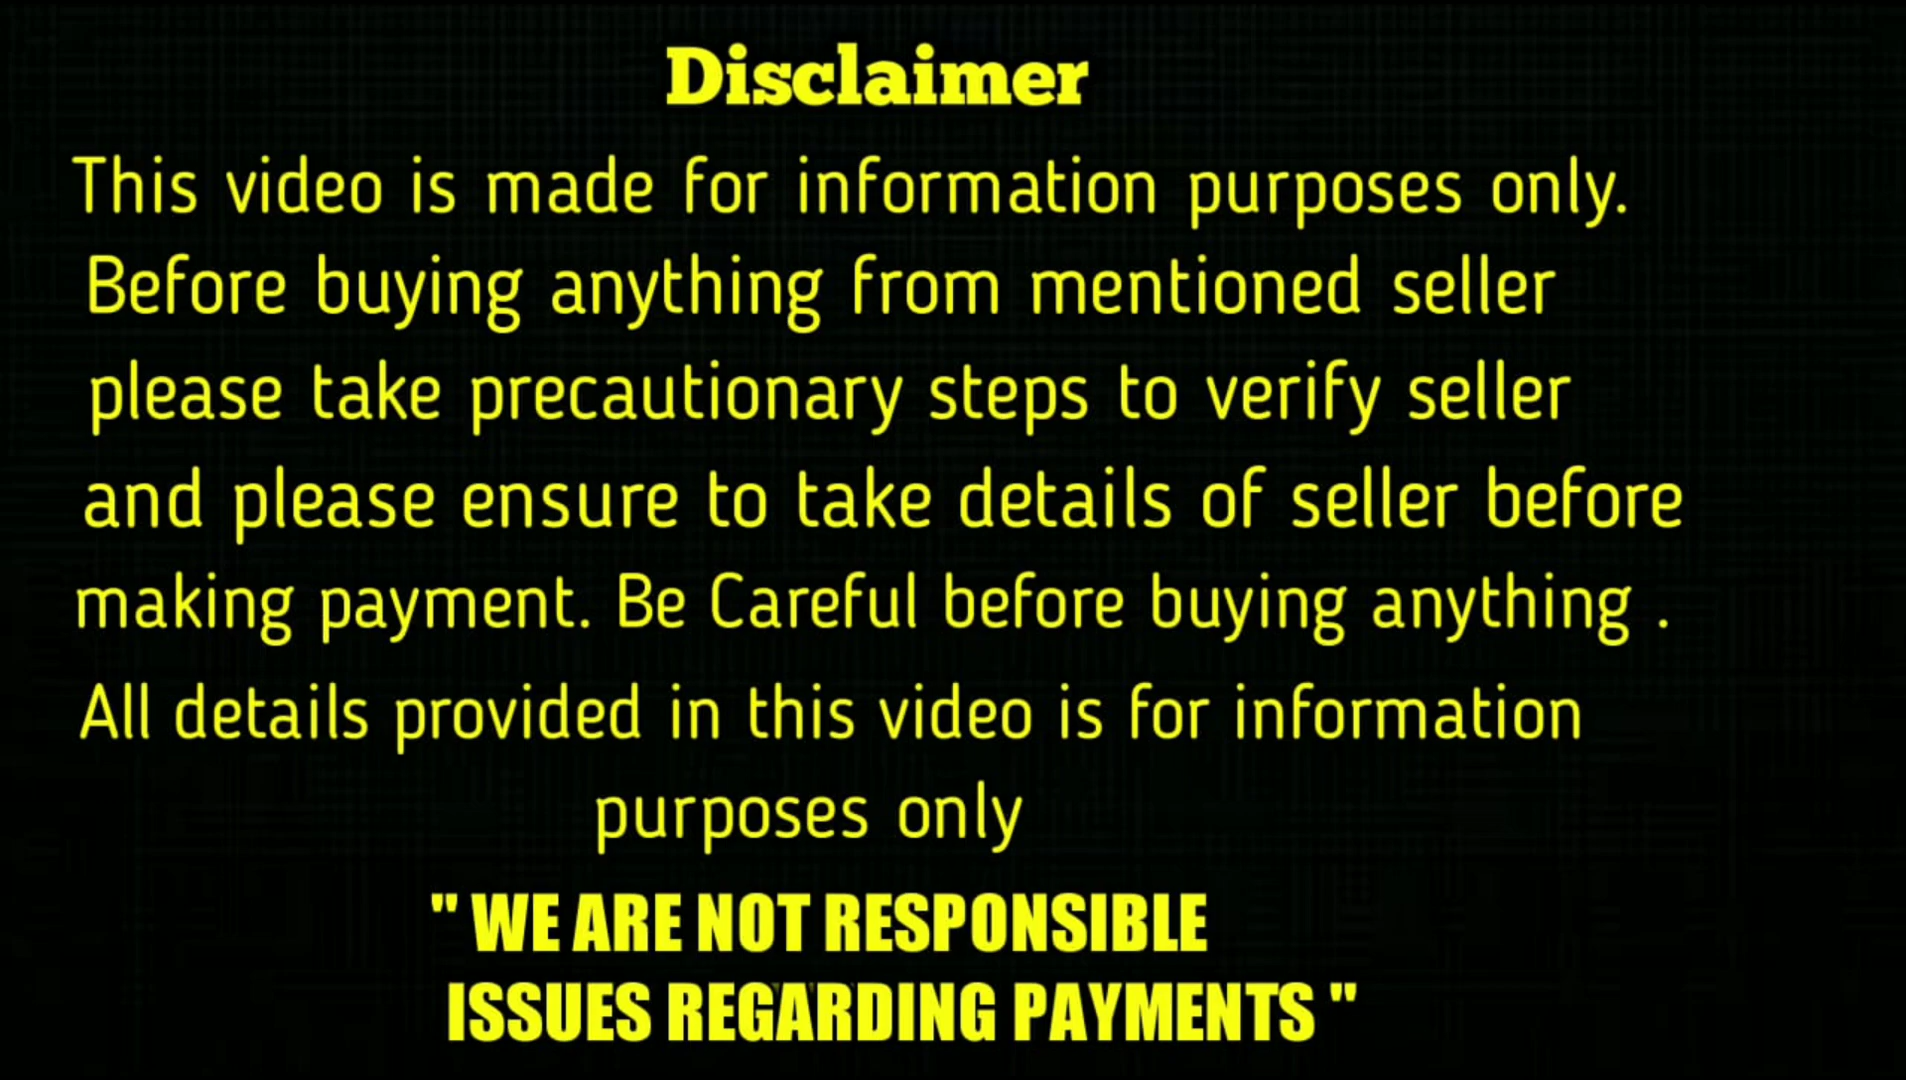 Disclaimer
This video is made for information purposes only.
Before buying anything from mentioned seller
please take precautionary steps to verify seller
and please ensure to take details of seller before
making payment. Be Careful before buying anything .
All details provided in this video is for information
purposes only
" WE ARE NOT RESPONSIBLE
ISSUES REGARDING PAYMENTS "